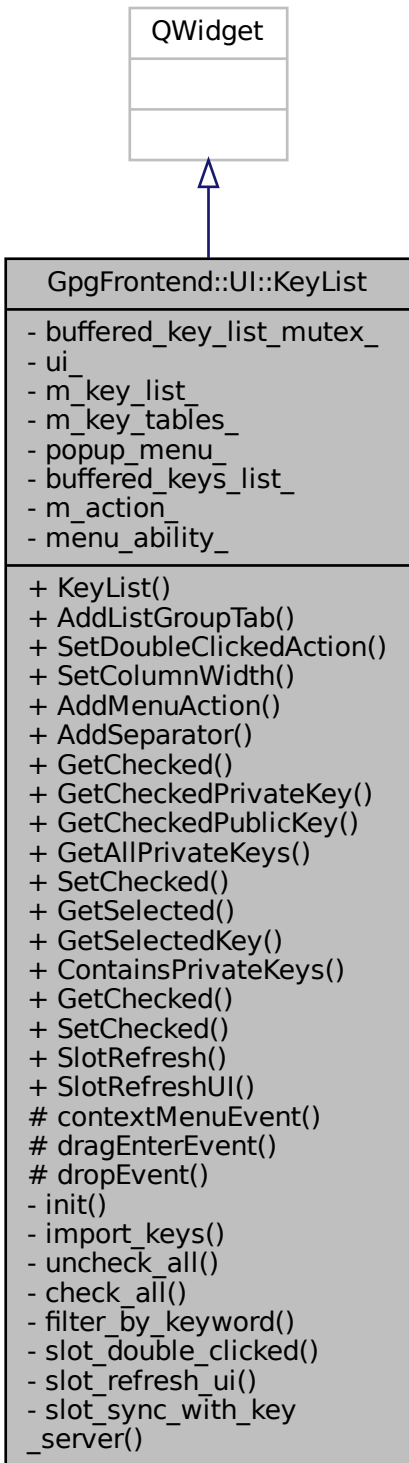 QWidget
GpgFrontend::UI::KeyList
- buffered_key_list_mutex_
- ui_
- m_key_list_
- m_key_tables_
- popup_menu_
- buffered_keys_list_
- m_action_
- menu_ability_
+ KeyList()
+ AddListGroupTab()
+ SetDoubleClickedAction()
+ SetColumnWidth()
+ AddMenuAction()
+ AddSeparator()
+ GetChecked()
+ GetCheckedPrivateKey()
+ GetCheckedPublicKey()
+ GetAllPrivateKeys()
+ SetChecked()
+ GetSelected()
+ GetSelectedKey()
+ ContainsPrivateKeys()
+ GetChecked()
+ SetChecked()
+ SlotRefresh()
+ SlotRefreshUI()
# contextMenuEvent()
# dragEnterEvent()
# dropEvent()
- init()
- import_keys()
- uncheck_all()
- check_all()
- filter_by_keyword()
- slot_double_clicked()
- slot_refresh_ui()
- slot_sync_with_key
_server()